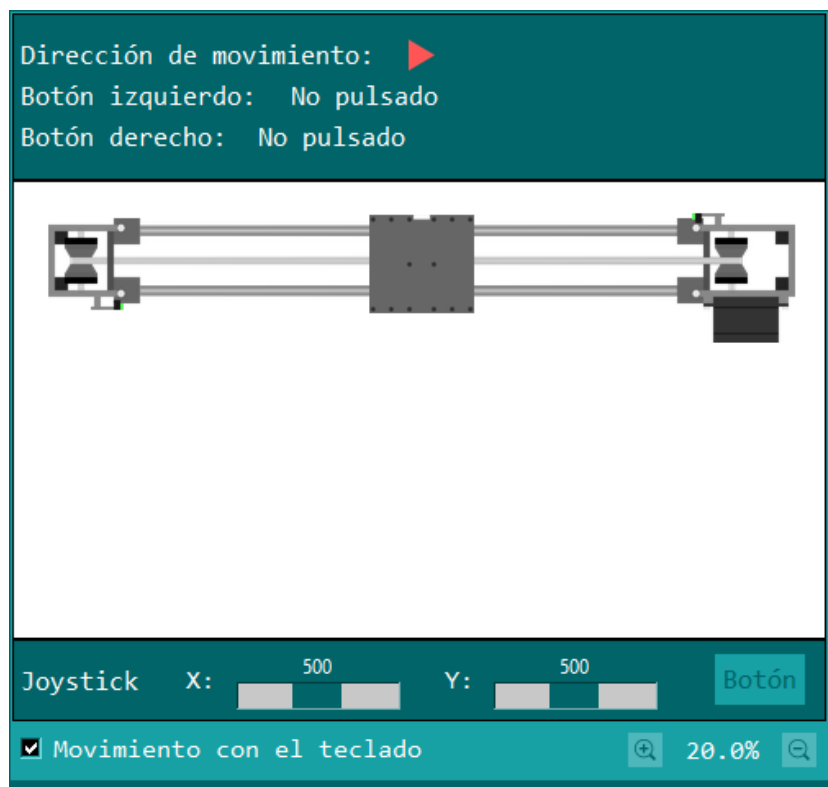 Dirección de movimiento:
Botón izquierdo: No pulsado
Botón derecho: No pulsado
500 500
Joystick X: Y: Botón
Movimiento con el teclado 20.0%